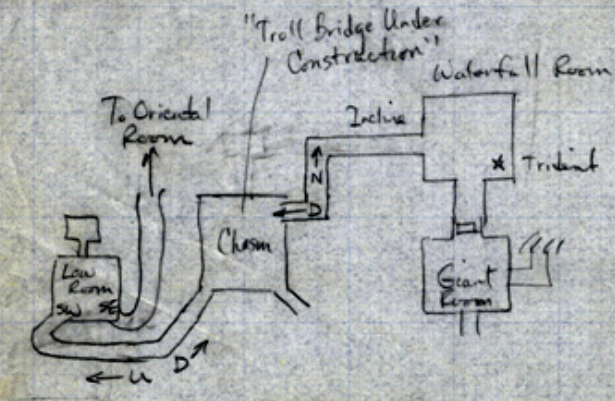 "Troll Bridge Under
Construction"
Waterfall Room
To Oriental
Room
Incline
N
Trident
D
Chasm
Low
Room
SW SE
Giant
Room
D
U